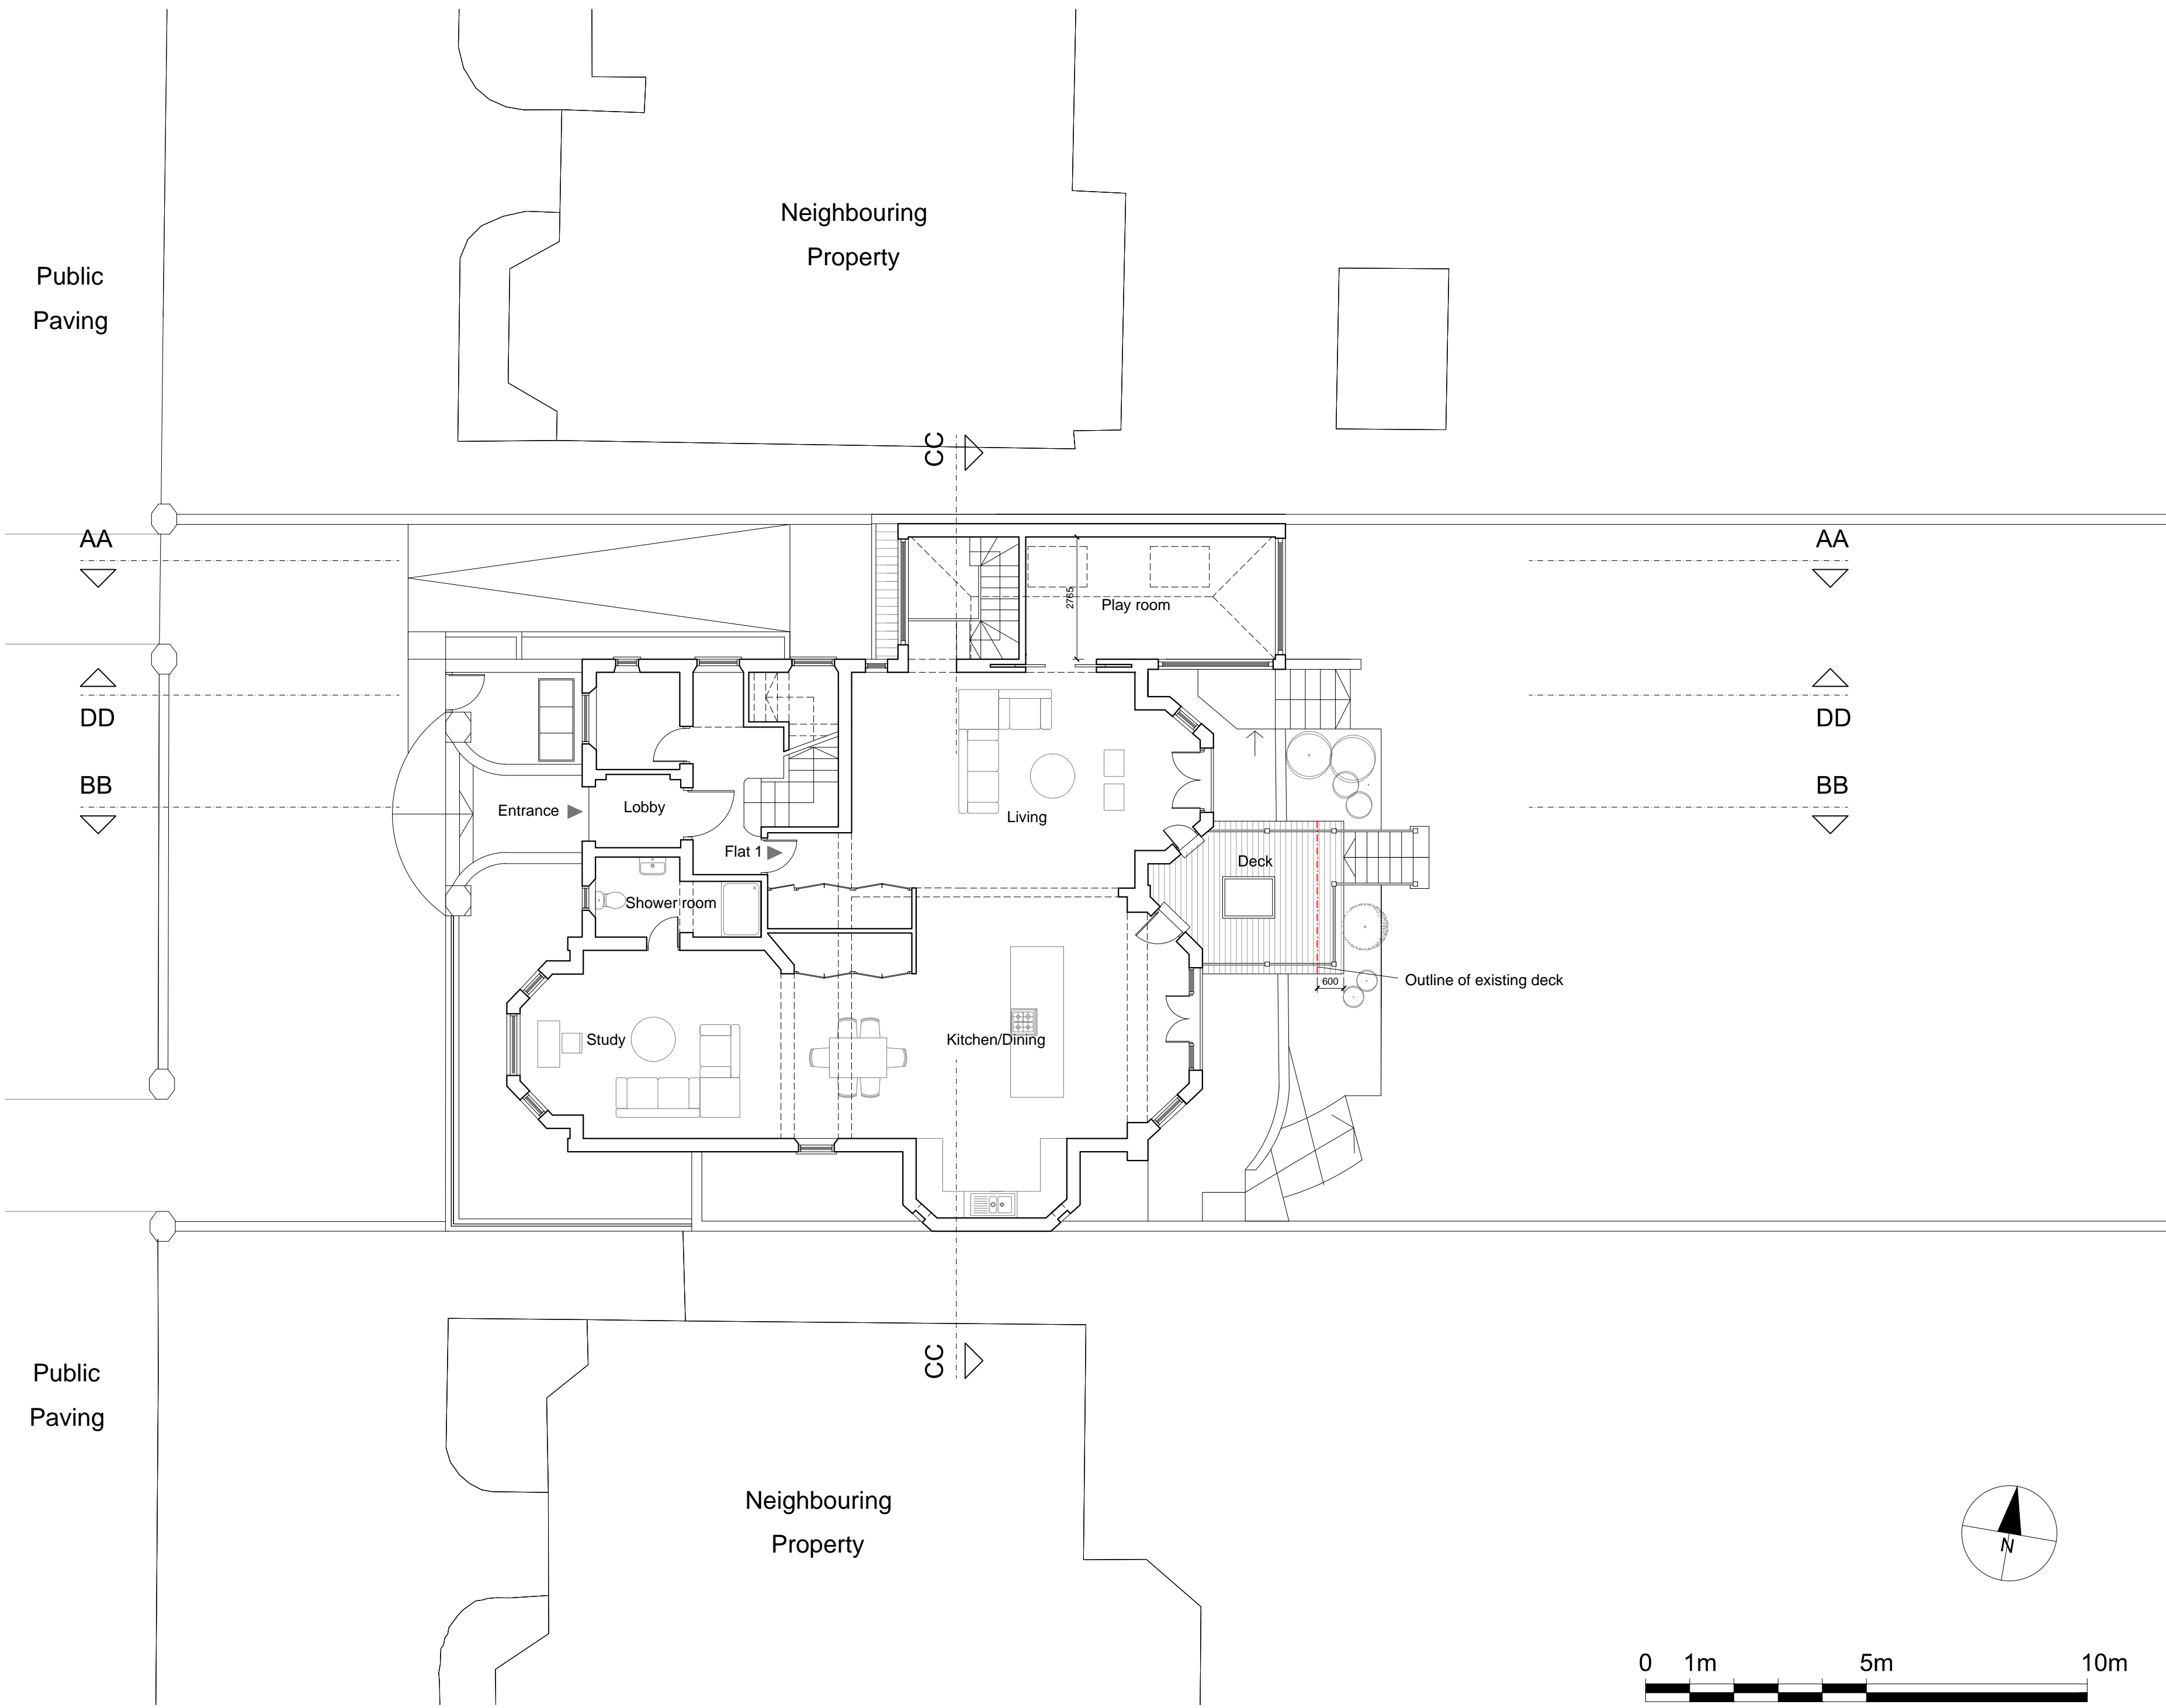 Neighbouring
Property
Public
Paving
CC
AA
AA
2765
Play room
DD
DD
BB
BB
Entrance
Lobby
Living
Flat 1
Deck
Shower room
Outline of existing deck
600
Study
Kitchen/Dining
CC
Public
Paving
Neighbouring
Property
N
0 1m 5m 10m